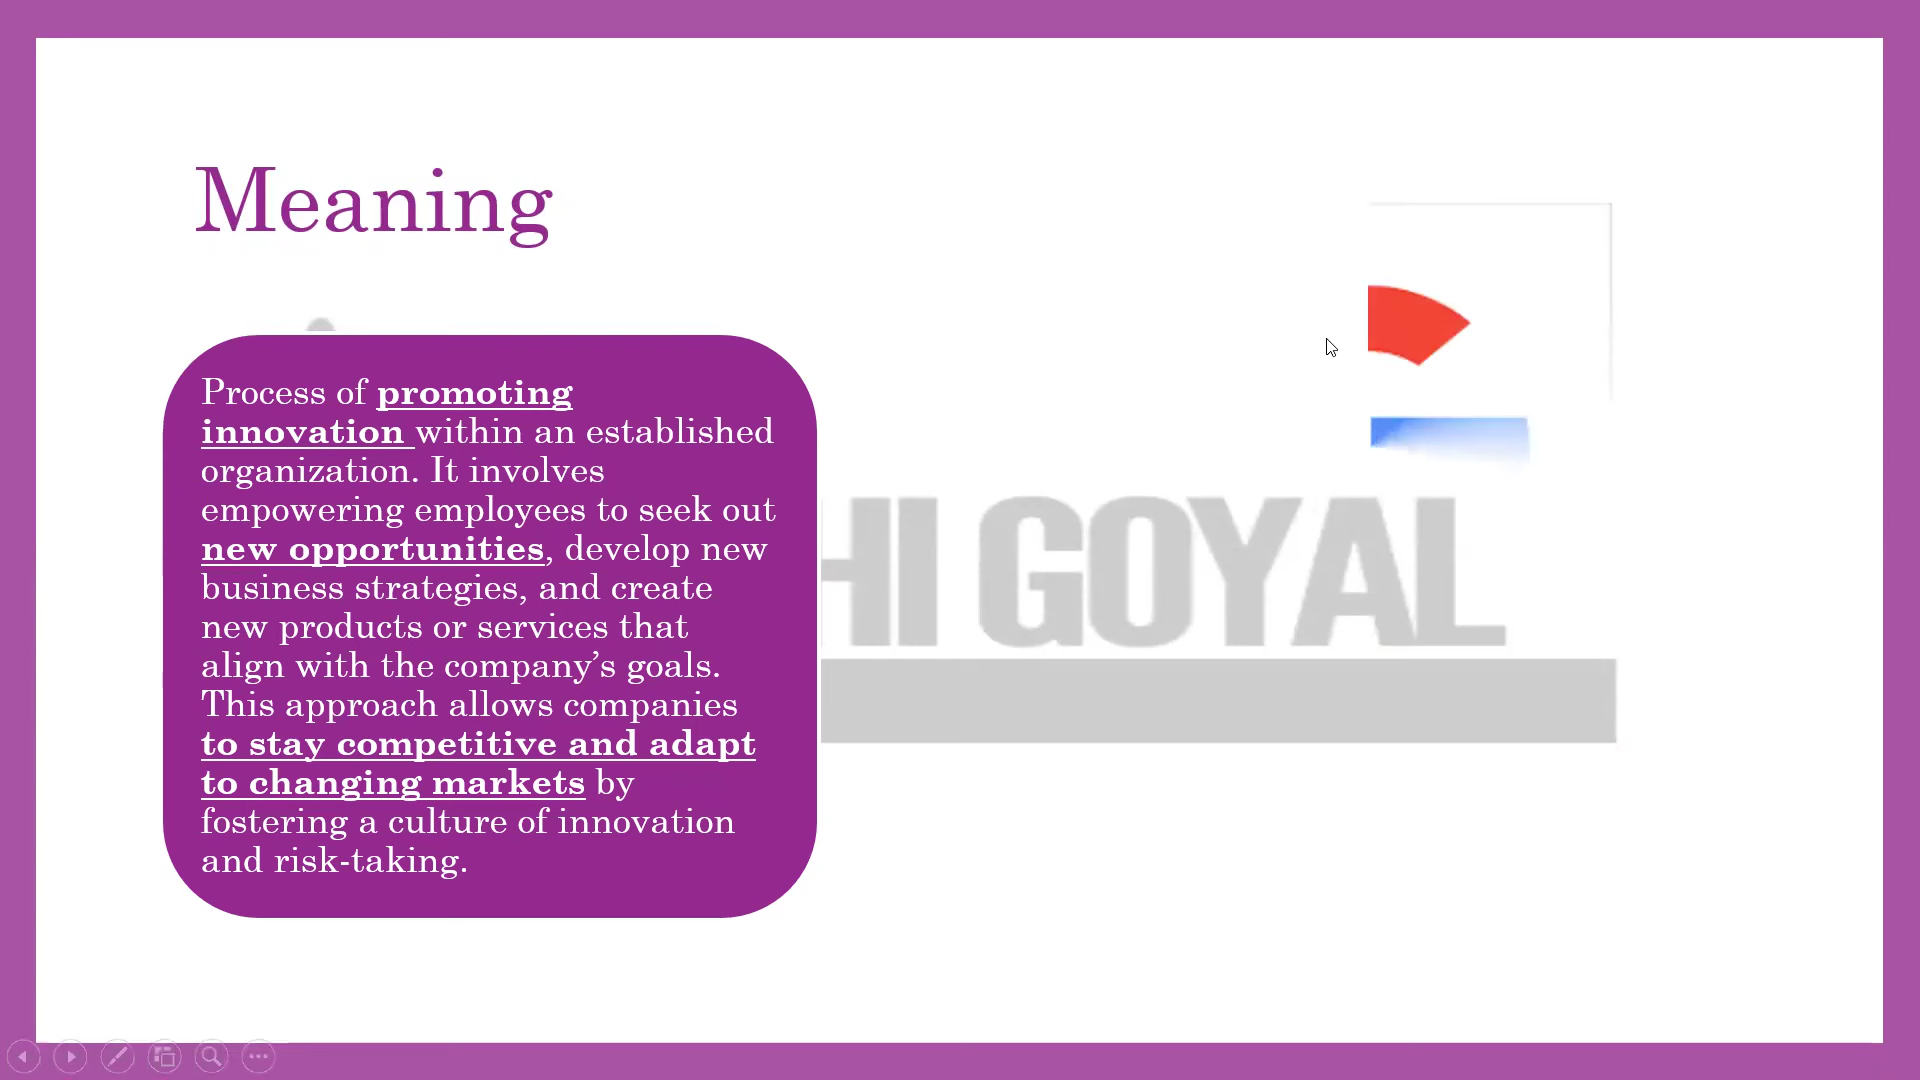 Meaning
Process of promoting
innovation within an established
organization. It involves
empowering employees to seek out
new opportunities, develop new
business strategies, and create
new products or services that
align with the company’s goals.
This approach allows companies
to stay competitive and adapt
to changing markets by
fostering a culture of innovation
and risk-taking.
HI GOYAL